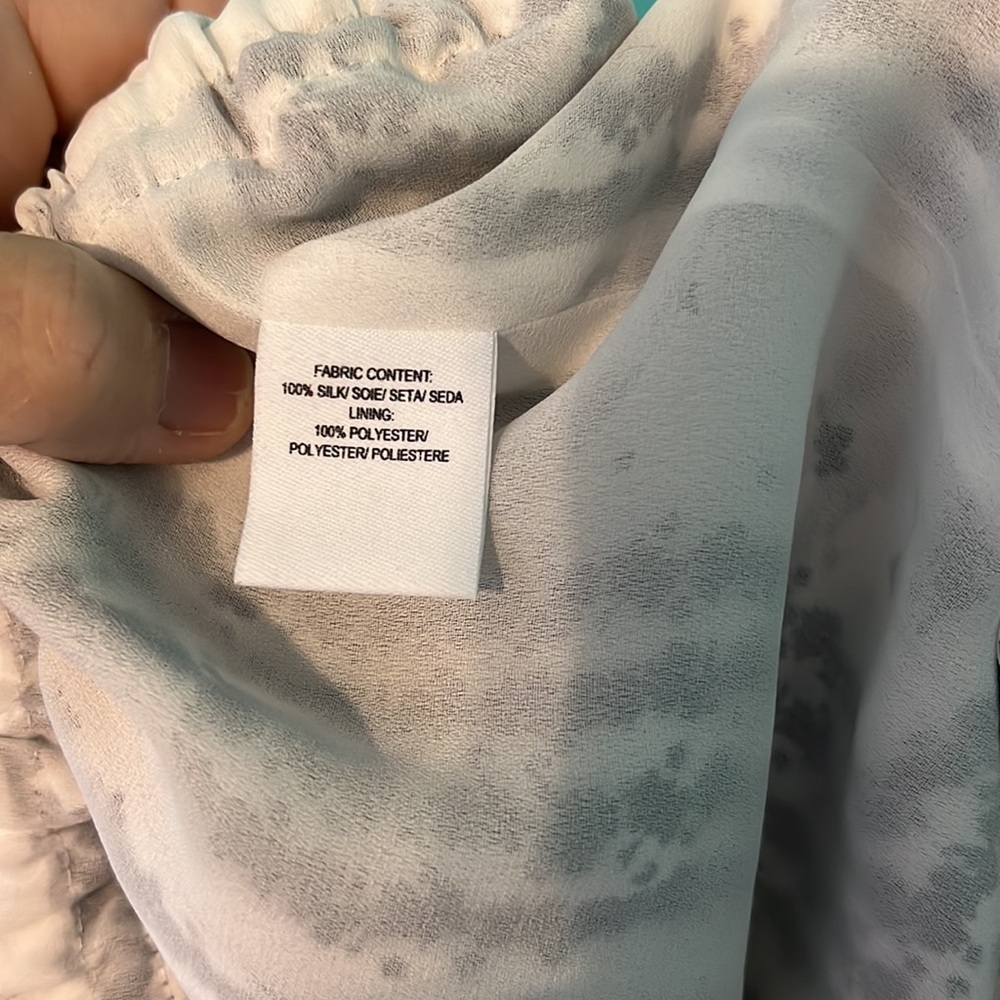 FABRIC CONTENT:
100% SILK/ SOIE/ SETA/ SEDA
LINING:
100% POLYESTER/
POLYESTER/ POLIESTERE